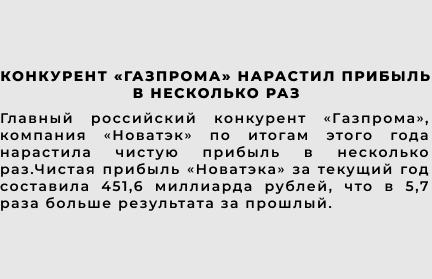 КОНКУРЕНТ «ГАЗПРОМА» НАРАСТИЛ ПРИБЫЛЬ
В НЕСКОЛЬКО РАЗ
Главный российский конкурент «Газпрома»,
компания «Новатэк» по итогам этого года
нарастила чистую прибыль в несколько
раз.Чистая прибыль «Новатэка» за текущий год
составила 451,6 миллиарда рублей, что в 5,7
раза больше результата за прошлый.